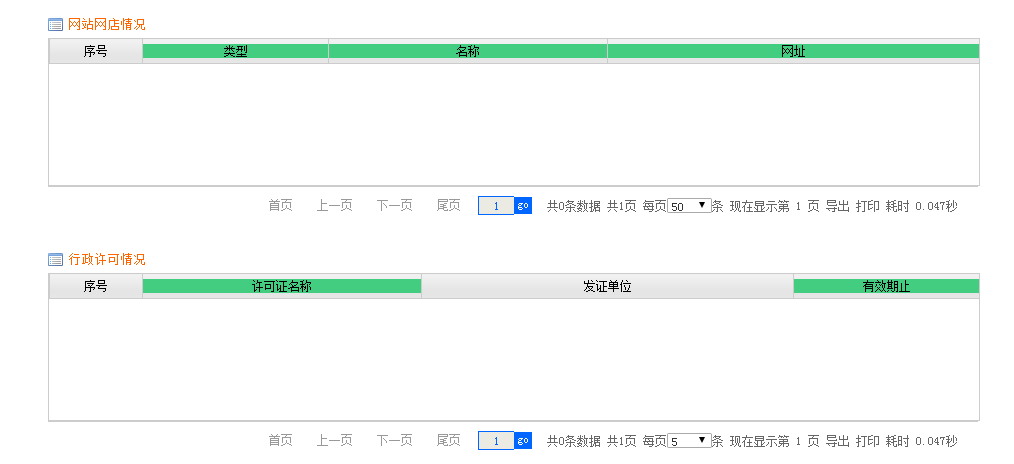 网站网店情况
序号 类型 名称 网址
首页 上一页 下一页 尾页 1 go 共0条数据 共1页 每页 50 条 现在显示第 1 页 导出 打印 耗时 0.047秒
行政许可情况
序号 许可证名称 发证单位 有效期止
首页 上一页 下一页 尾页 1 go 共0条数据 共1页 每页 5 条 现在显示第 1 页 导出 打印 耗时 0.047秒